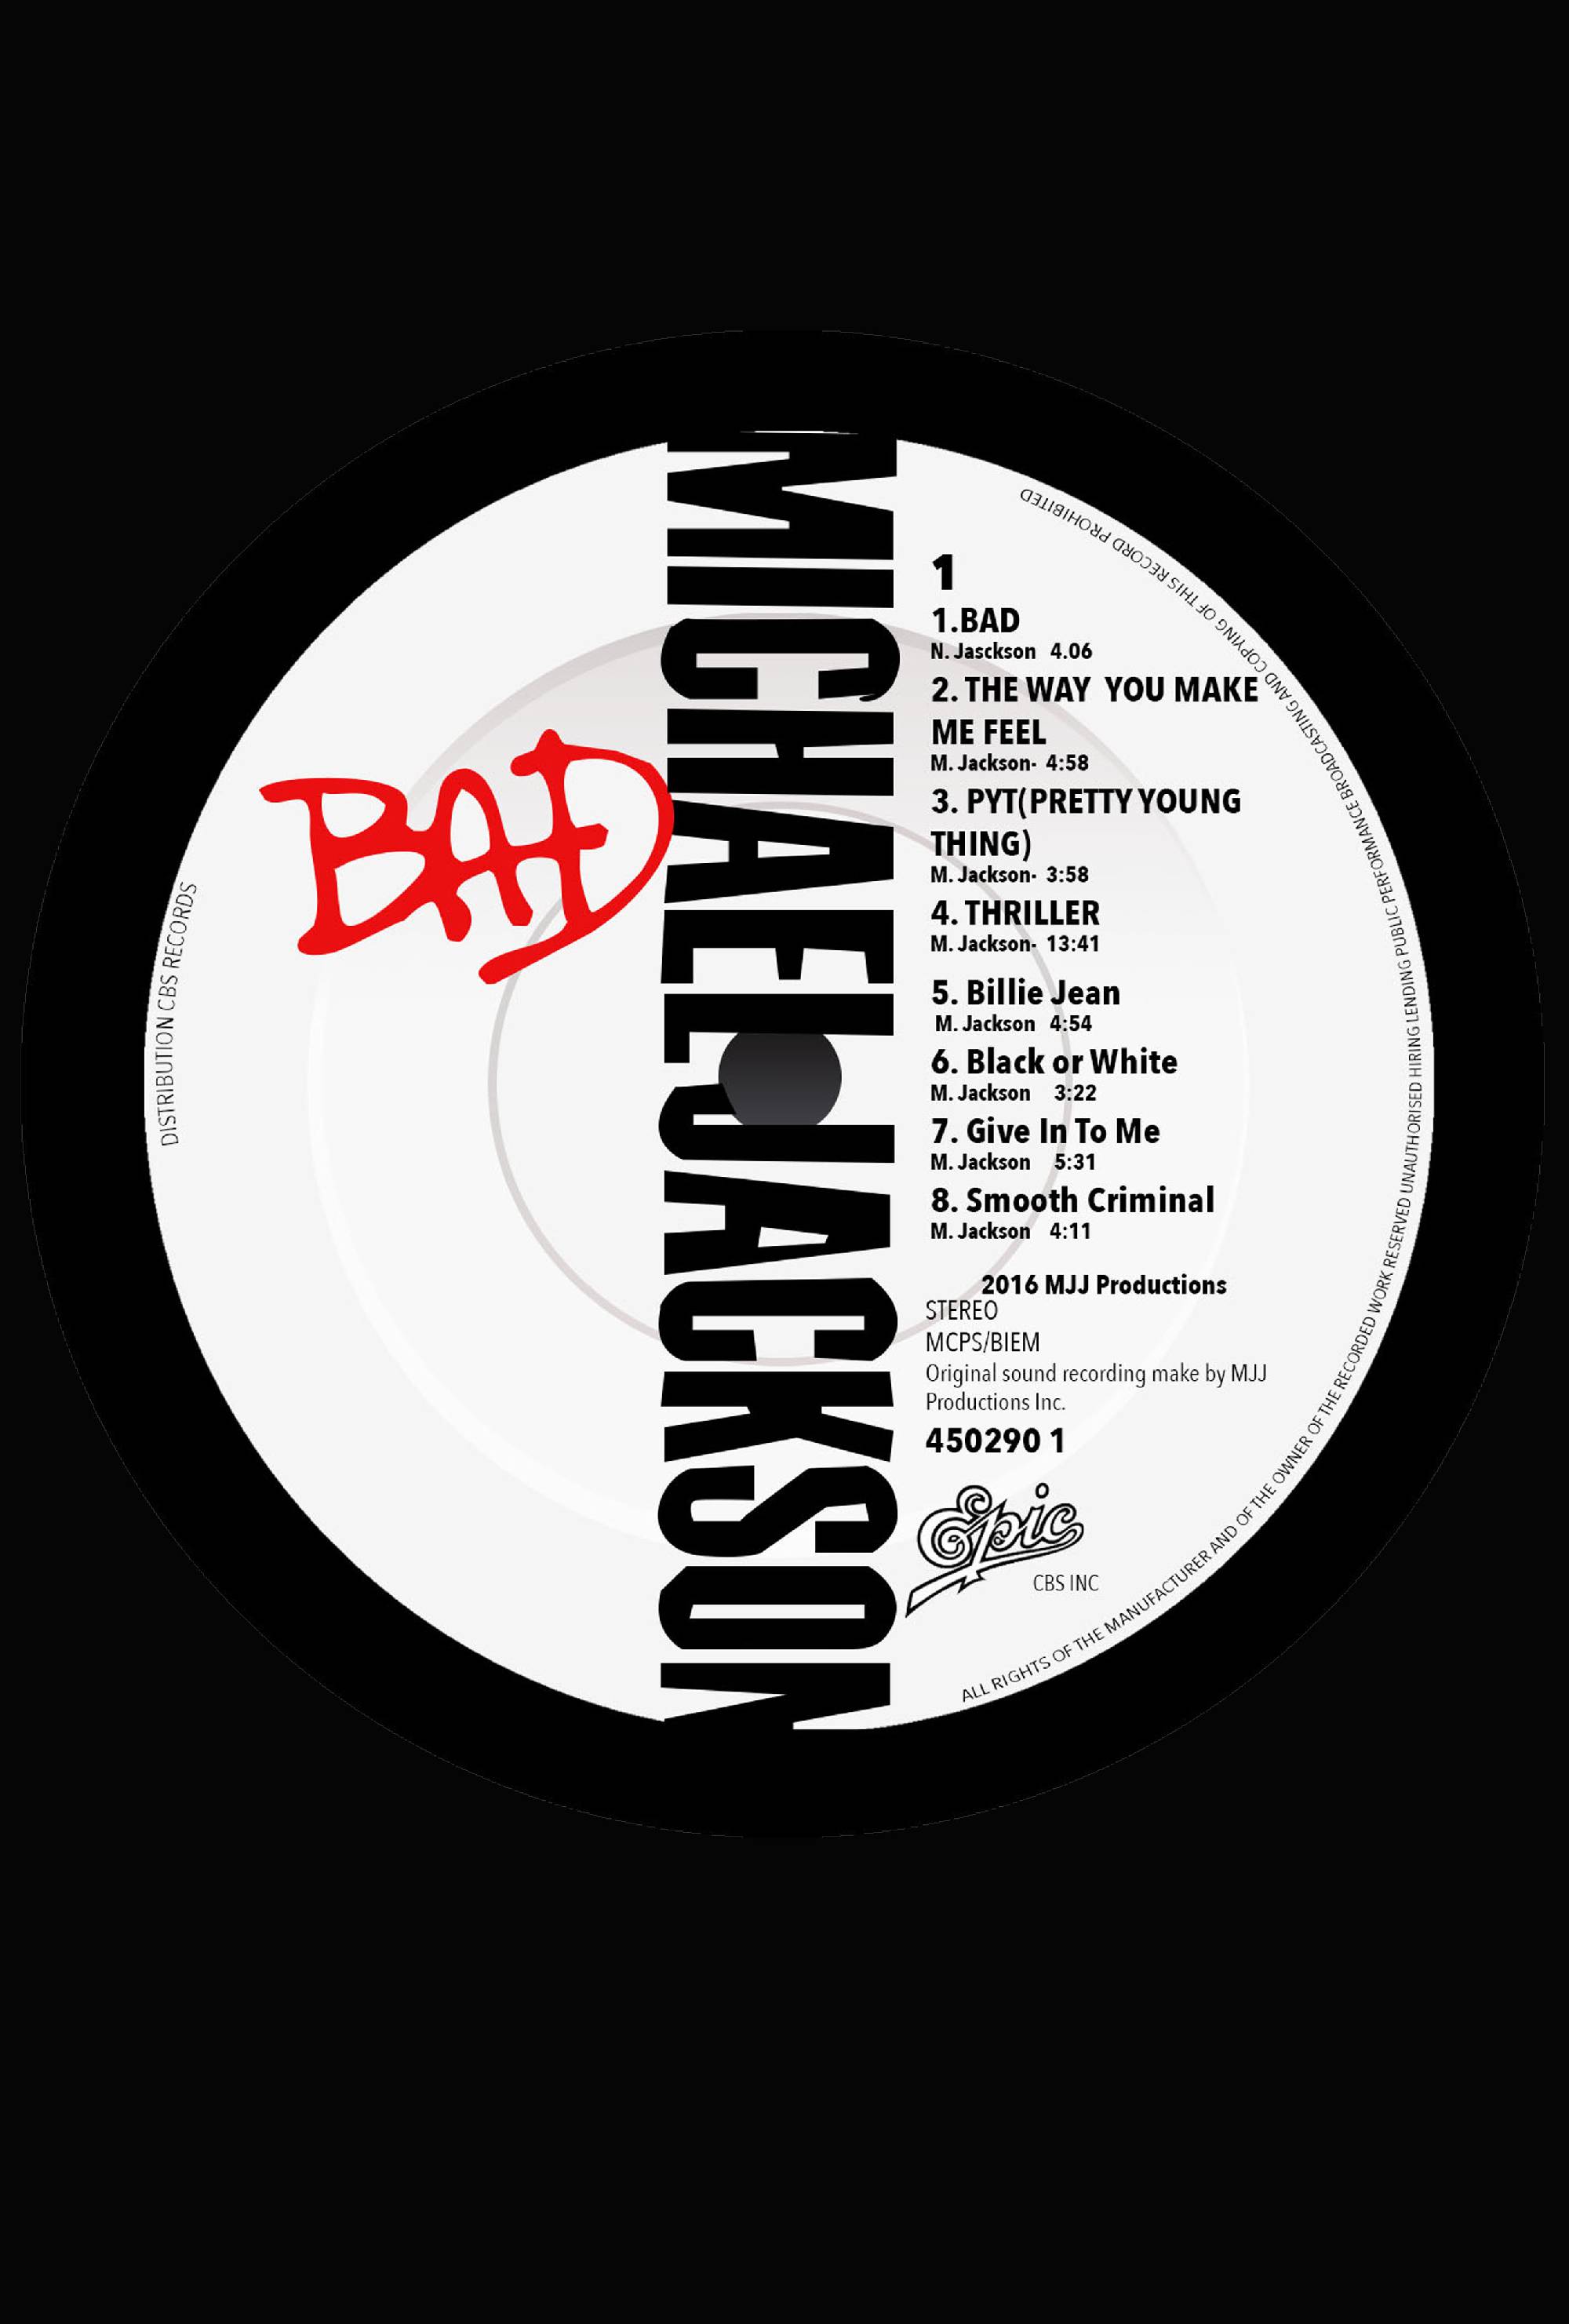 BAD
MICHAEL JACKSON
DISTRIBUTION CBS RECORDS
1
1.BAD
N. Jasckson 4.06
2. THE WAY YOU MAKE
ME FEEL
M. Jackson- 4:58
3. PYT(PRETTY YOUNG
THING)
M. Jackson- 3:58
4. THRILLER
M. Jackson- 13:41
5. Billie Jean
M. Jackson 4:54
6. Black or White
M. Jackson 3:22
7. Give In To Me
M. Jackson 5:31
8. Smooth Criminal
M. Jackson 4:11
2016 MJJ Productions
STEREO
MCPS/BIEM
Original sound recording make by MJJ
Productions Inc.
450290 1
Epic
CBS INC
ALL RIGHTS OF THE MANUFACTURER AND OF THE OWNER OF THE RECORDED WORK RESERVED UNAUTHORISED HIRING LENDING PUBLIC PERFORMANCE BROADCASTING AND COPYING OF THIS RECORD PROHIBITED